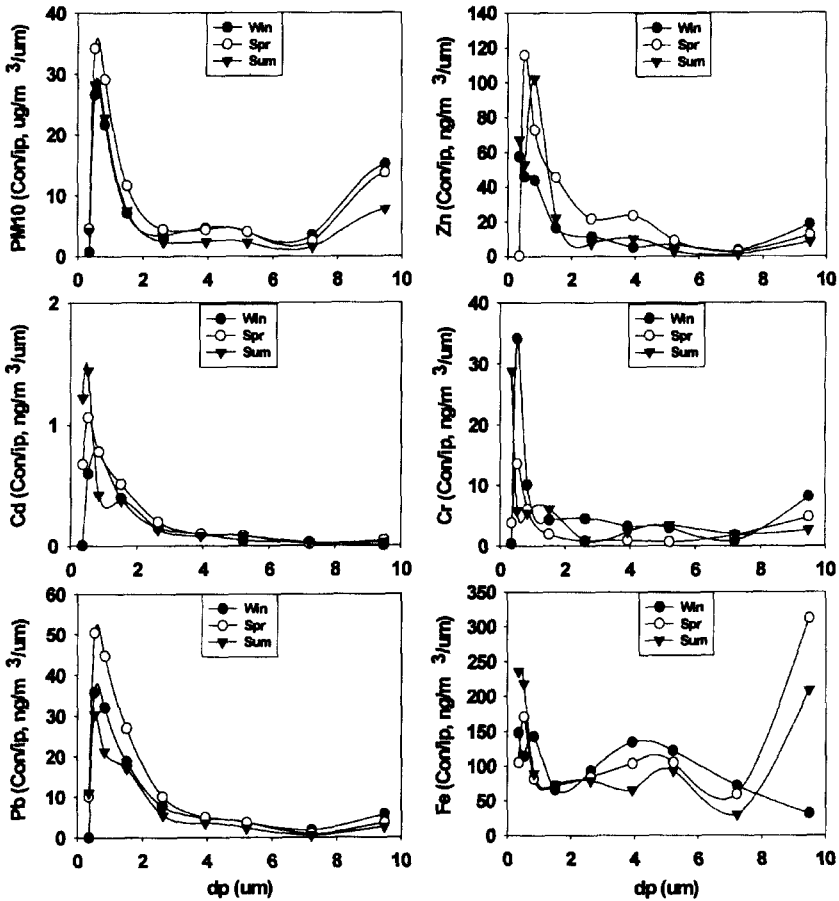 PM10 (Con/ip, ug/m ³/um)
40
30
20
10
0
Win
Spr
Sum
0 2 4 6 8 10
Zn (Con/ip, ng/m ³/um)
140
120
100
80
60
40
20
0
Win
Spr
Sum
0 2 4 6 8 10
Cd (Con/ip, ng/m ³/um)
2
1
0
Win
Spr
Sum
0 2 4 6 8 10
Cr (Con/ip, ng/m ³/um)
40
30
20
10
0
Win
Spr
Sum
0 2 4 6 8 10
Pb (Con/ip, ng/m ³/um)
60
50
40
30
20
10
0
Win
Spr
Sum
0 2 4 6 8 10
dp (um)
Fe (Con/ip, ng/m ³/um)
350
300
250
200
150
100
50
0
Win
Spr
Sum
0 2 4 6 8 10
dp (um)